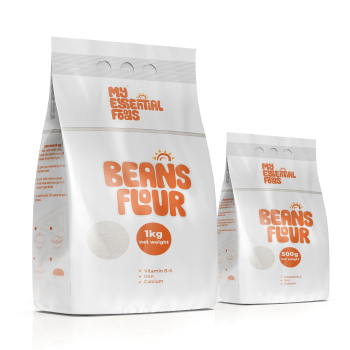 MY
ESSENTIAL
FOODS
BEANS
FLOUR
1kg
net weight
Vitamin B-6
Iron
Calcium
MY
ESSENTIAL
FOODS
BEANS
FLOUR
500g
net weight